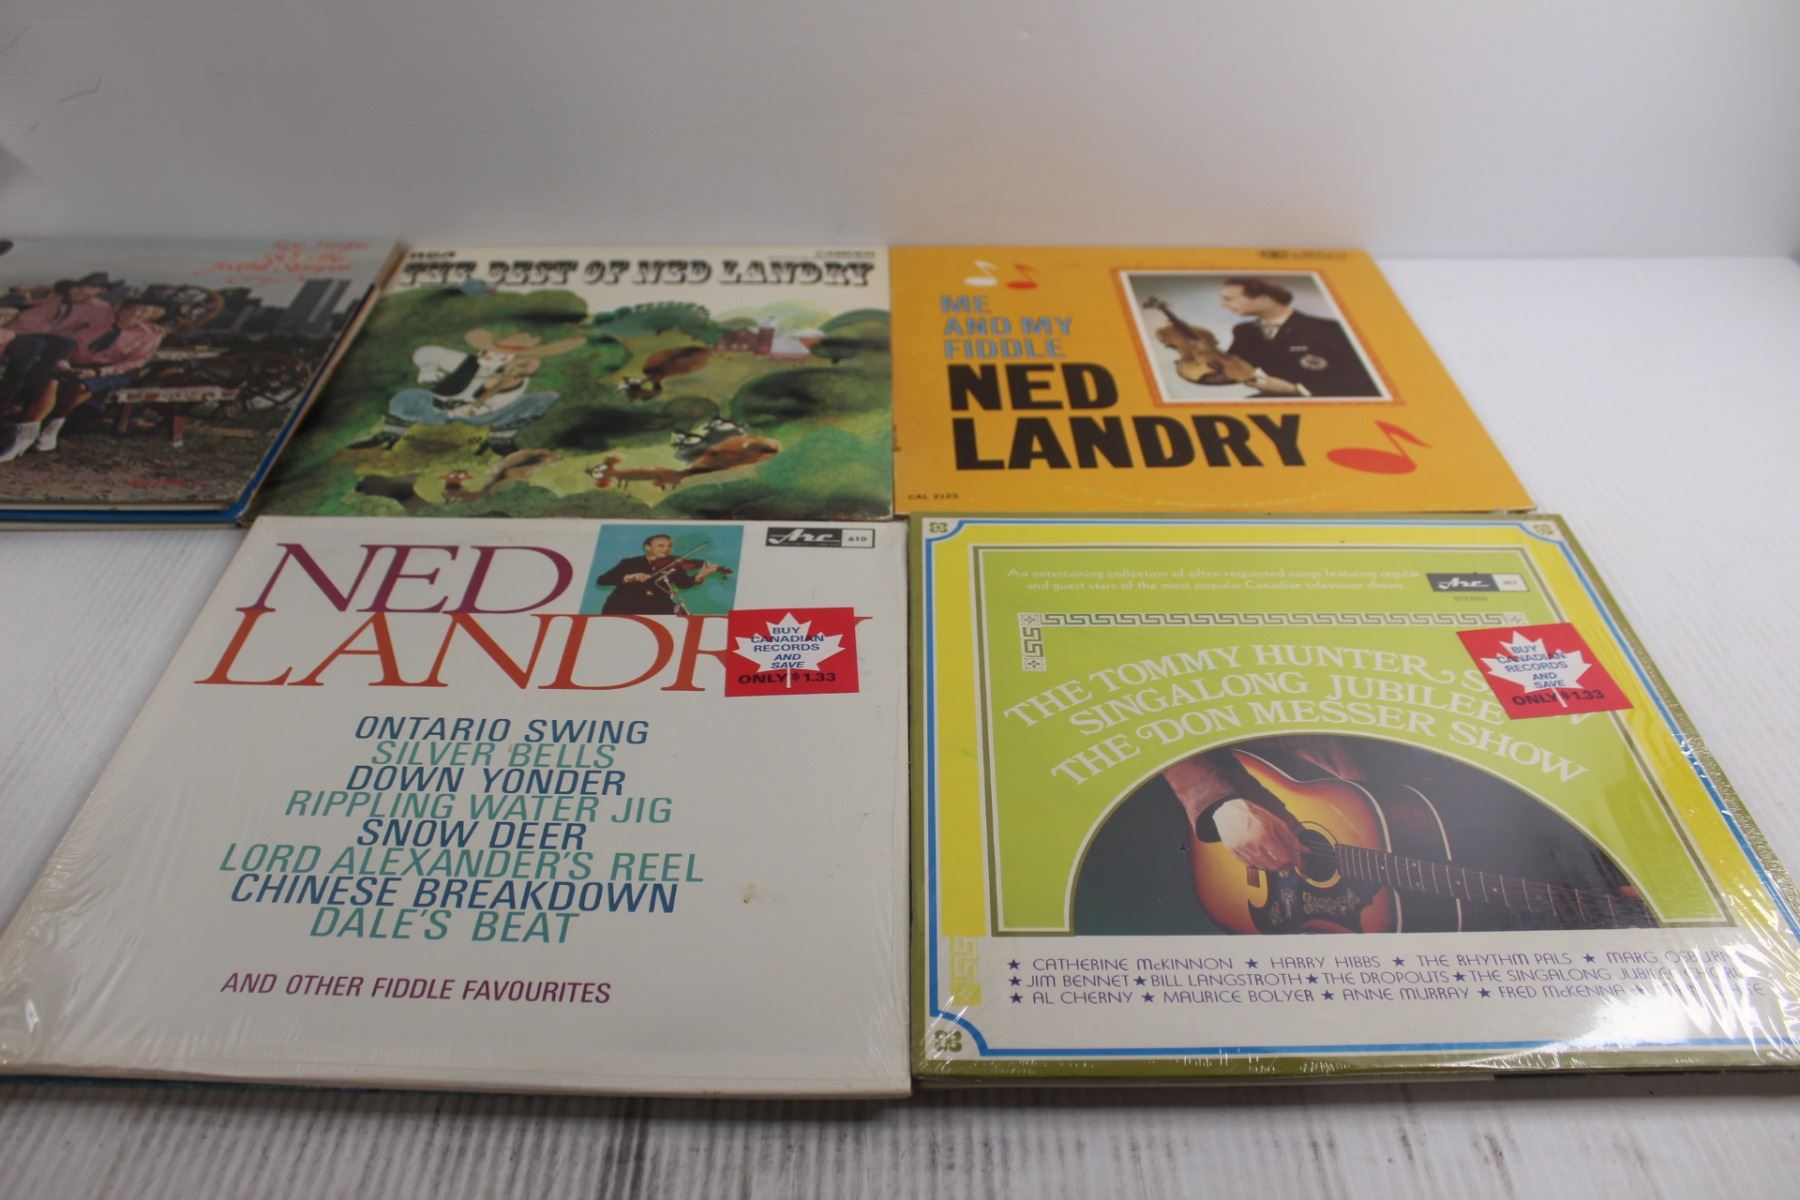 RCA CAMDEN
THE BEST OF NED LANDRY
ME
AND MY
FIDDLE
NED
LANDRY
CAL 2125
NED
LANDRY
Arc 610
BUY
CANADIAN
RECORDS
AND
SAVE
ONLY $1.33
ONTARIO SWING
SILVER BELLS
DOWN YONDER
RIPPLING WATER JIG
SNOW DEER
LORD ALEXANDER'S REEL
CHINESE BREAKDOWN
DALE'S BEAT
AND OTHER FIDDLE FAVOURITES
An entertaining collection of often requested songs featuring regular
and guest stars of the most popular Canadian television shows.
Arc
STEREO
THE TOMMY HUNTER
SINGALONG JUBILEE
THE DON MESSER SHOW
BUY
CANADIAN
RECORDS
AND
SAVE
ONLY $1.33
★ CATHERINE McKINNON ★ HARRY HIBBS ★ THE RHYTHM PALS ★ MARG
★ JIM BENNET ★ BILL LANGSTROTH ★ THE DROPOUTS ★ THE SINGALONG JUBILEE
★ AL CHERNY ★ MAURICE BOLYER ★ ANNE MURRAY ★ FRED McKENNA ★